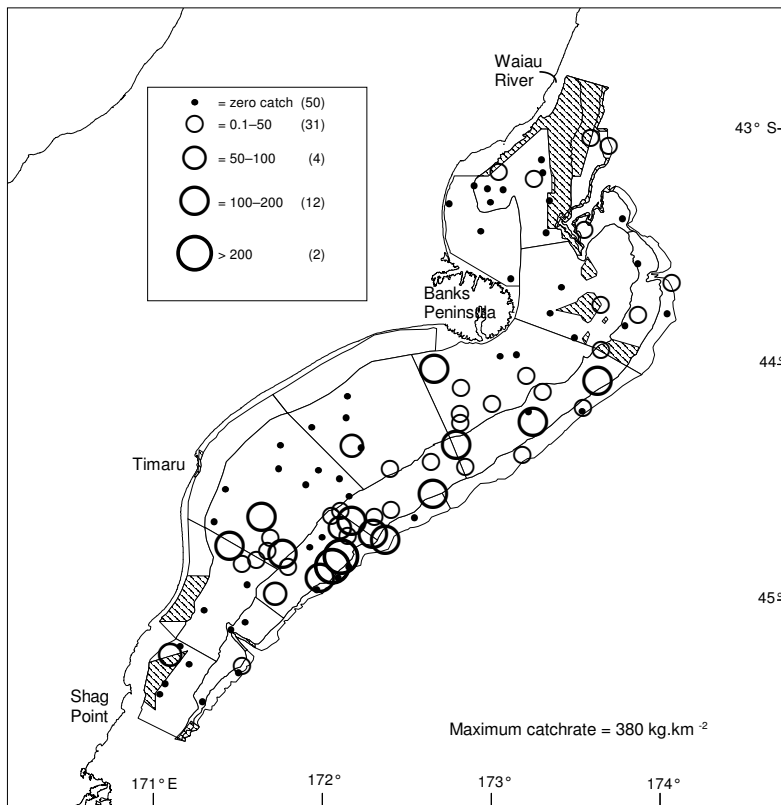 Waiau
River
• = zero catch (50)
= 0.1–50 (31)
= 50–100 (4)
= 100–200 (12)
> 200 (2)
43° S
Banks
Peninsula
44°
Timaru
45°
Shag
Point
Maximum catchrate = 380 kg.km -2
171° E
172°
173°
174°